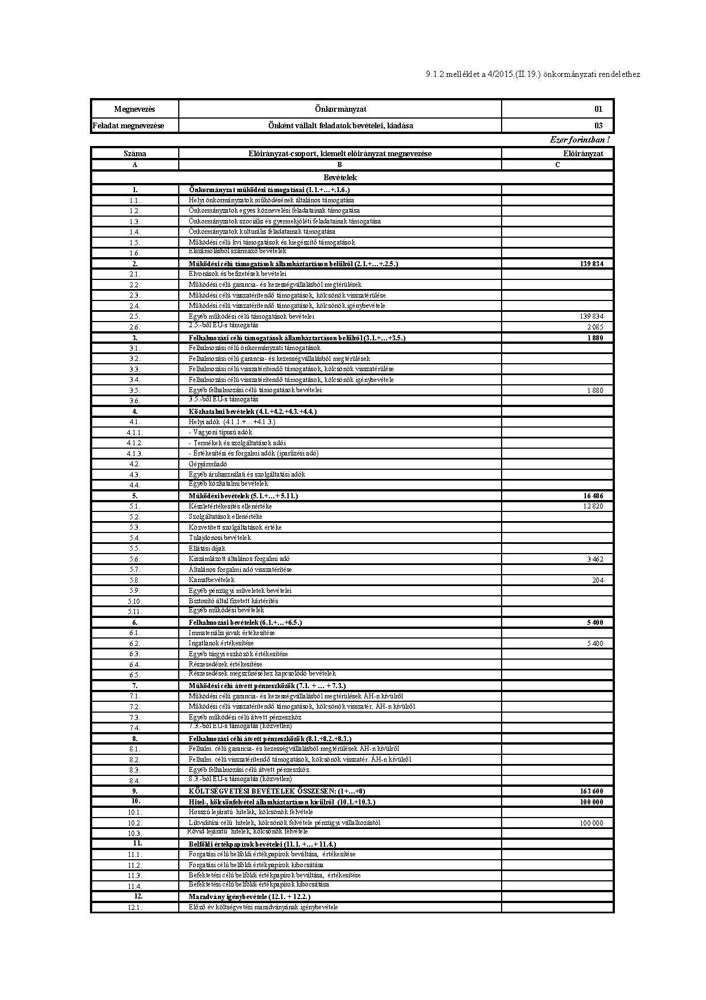 9.1.2 melléklet a 4/2015.(II.19.) önkormányzati rendelethez
Megnevezés Önkormányzat 01
Feladat megnevezése Önként vállalt feladatok bevételei, kiadása 03
Ezer forintban !
Száma Előirányzat-csoport, kiemelt előirányzat megnevezése Előirányzat
A B C
Bevételek
1. Önkormányzat működési támogatásai (1.1.+…+.1.6.)
1.1. Helyi önkormányzatok működésének általános támogatása
1.2. Önkormányzatok egyes köznevelési feladatainak támogatása
1.3. Önkormányzatok szociális és gyermekjóléti feladatainak támogatása
1.4. Önkormányzatok kulturális feladatainak támogatása
1.5. Működési célú kvi támogatások és kiegészítő támogatások
1.6. Elszámolásból származó bevételek
2. Működési célú támogatások államháztartáson belülről (2.1.+…+.2.5.) 139 834
2.1. Elvonások és befizetések bevételei
2.2. Működési célú garancia- és kezességvállalásból megtérülések
2.3. Működési célú visszatérítendő támogatások, kölcsönök visszatérülése
2.4. Működési célú visszatérítendő támogatások, kölcsönök igénybevétele
2.5. Egyéb működési célú támogatások bevételei 139 834
2.6. 2.5.-ből EU-s támogatás 2 085
3. Felhalmozási célú támogatások államháztartáson belülről (3.1.+…+3.5.) 1 880
3.1. Felhalmozási célú önkormányzati támogatások
3.2. Felhalmozási célú garancia- és kezességvállalásból megtérülések
3.3. Felhalmozási célú visszatérítendő támogatások, kölcsönök visszatérülése
3.4. Felhalmozási célú visszatérítendő támogatások, kölcsönök igénybevétele
3.5. Egyéb felhalmozási célú támogatások bevételei 1 880
3.6. 3.5.-ből EU-s támogatás
4. Közhatalmi bevételek (4.1.+4.2.+4.3.+4.4.)
4.1. Helyi adók (4.1.1.+…+4.1.3.)
4.1.1. - Vagyoni típusú adók
4.1.2. - Termékek és szolgáltatások adói
4.1.3. - Értékesítési és forgalmi adók (iparűzési adó)
4.2. Gépjárműadó
4.3. Egyéb áruhasználati és szolgáltatási adók
4.4. Egyéb közhatalmi bevételek
5. Működési bevételek (5.1.+…+ 5.11.) 16 486
5.1. Készletértékesítés ellenértéke 12 820
5.2. Szolgáltatások ellenértéke
5.3. Közvetített szolgáltatások értéke
5.4. Tulajdonosi bevételek
5.5. Ellátási díjak
5.6. Kiszámlázott általános forgalmi adó 3 462
5.7. Általános forgalmi adó visszatérítése
5.8. Kamatbevételek 204
5.9. Egyéb pénzügyi műveletek bevételei
5.10. Biztosító által fizetett kártérítés
5.11. Egyéb működési bevételek
6. Felhalmozási bevételek (6.1.+…+6.5.) 5 400
6.1. Immateriális javak értékesítése
6.2. Ingatlanok értékesítése 5 400
6.3. Egyéb tárgyi eszközök értékesítése
6.4. Részesedések értékesítése
6.5. Részesedések megszűnéséhez kapcsolódó bevételek
7. Működési célú átvett pénzeszközök (7.1. + … + 7.3.)
7.1. Működési célú garancia- és kezességvállalásból megtérülések ÁH-n kívülről
7.2. Működési célú visszatérítendő támogatások, kölcsönök visszatér. ÁH-n kívülről
7.3. Egyéb működési célú átvett pénzeszköz
7.4. 7.3.-ból EU-s támogatás (közvetlen)
8. Felhalmozási célú átvett pénzeszközök (8.1.+8.2.+8.3.)
8.1. Felhalm. célú garancia- és kezességvállalásból megtérülések ÁH-n kívülről
8.2. Felhalm. célú visszatérítendő támogatások, kölcsönök visszatér. ÁH-n kívülről
8.3. Egyéb felhalmozási célú átvett pénzeszköz
8.4. 8.3.-ból EU-s támogatás (közvetlen)
9. KÖLTSÉGVETÉSI BEVÉTELEK ÖSSZESEN: (1+…+8) 163 600
10. Hitel-, kölcsönfelvétel államháztartáson kívülről (10.1.+10.3.) 100 000
10.1. Hosszú lejáratú hitelek, kölcsönök felvétele
10.2. Likviditási célú hitelek, kölcsönök felvétele pénzügyi vállalkozástól 100 000
10.3. Rövid lejáratú hitelek, kölcsönök felvétele
11. Belföldi értékpapírok bevételei (11.1. +…+ 11.4.)
11.1. Forgatási célú belföldi értékpapírok beváltása, értékesítése
11.2. Forgatási célú belföldi értékpapírok kibocsátása
11.3. Befektetési célú belföldi értékpapírok beváltása, értékesítése
11.4. Befektetési célú belföldi értékpapírok kibocsátása
12. Maradvány igénybevétele (12.1. + 12.2.)
12.1. Előző év költségvetési maradványának igénybevétele